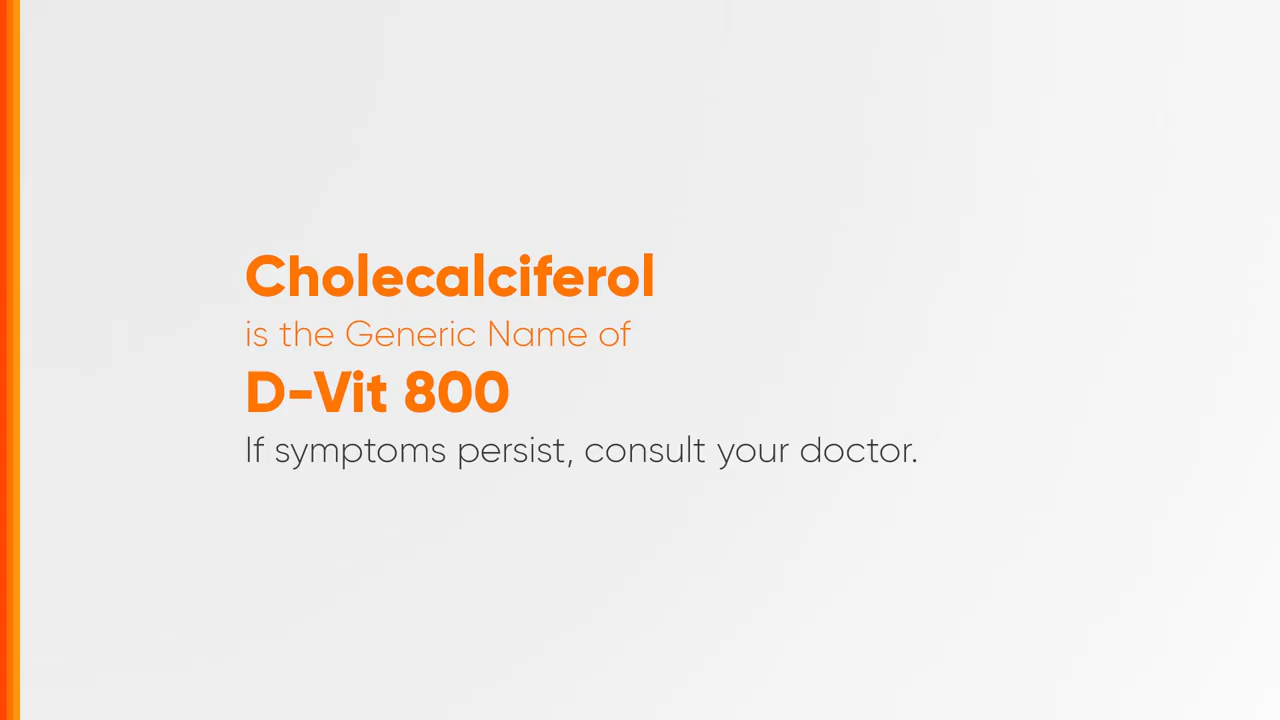 Cholecalciferol
is the Generic Name of
D-Vit 800
If symptoms persist, consult your doctor.